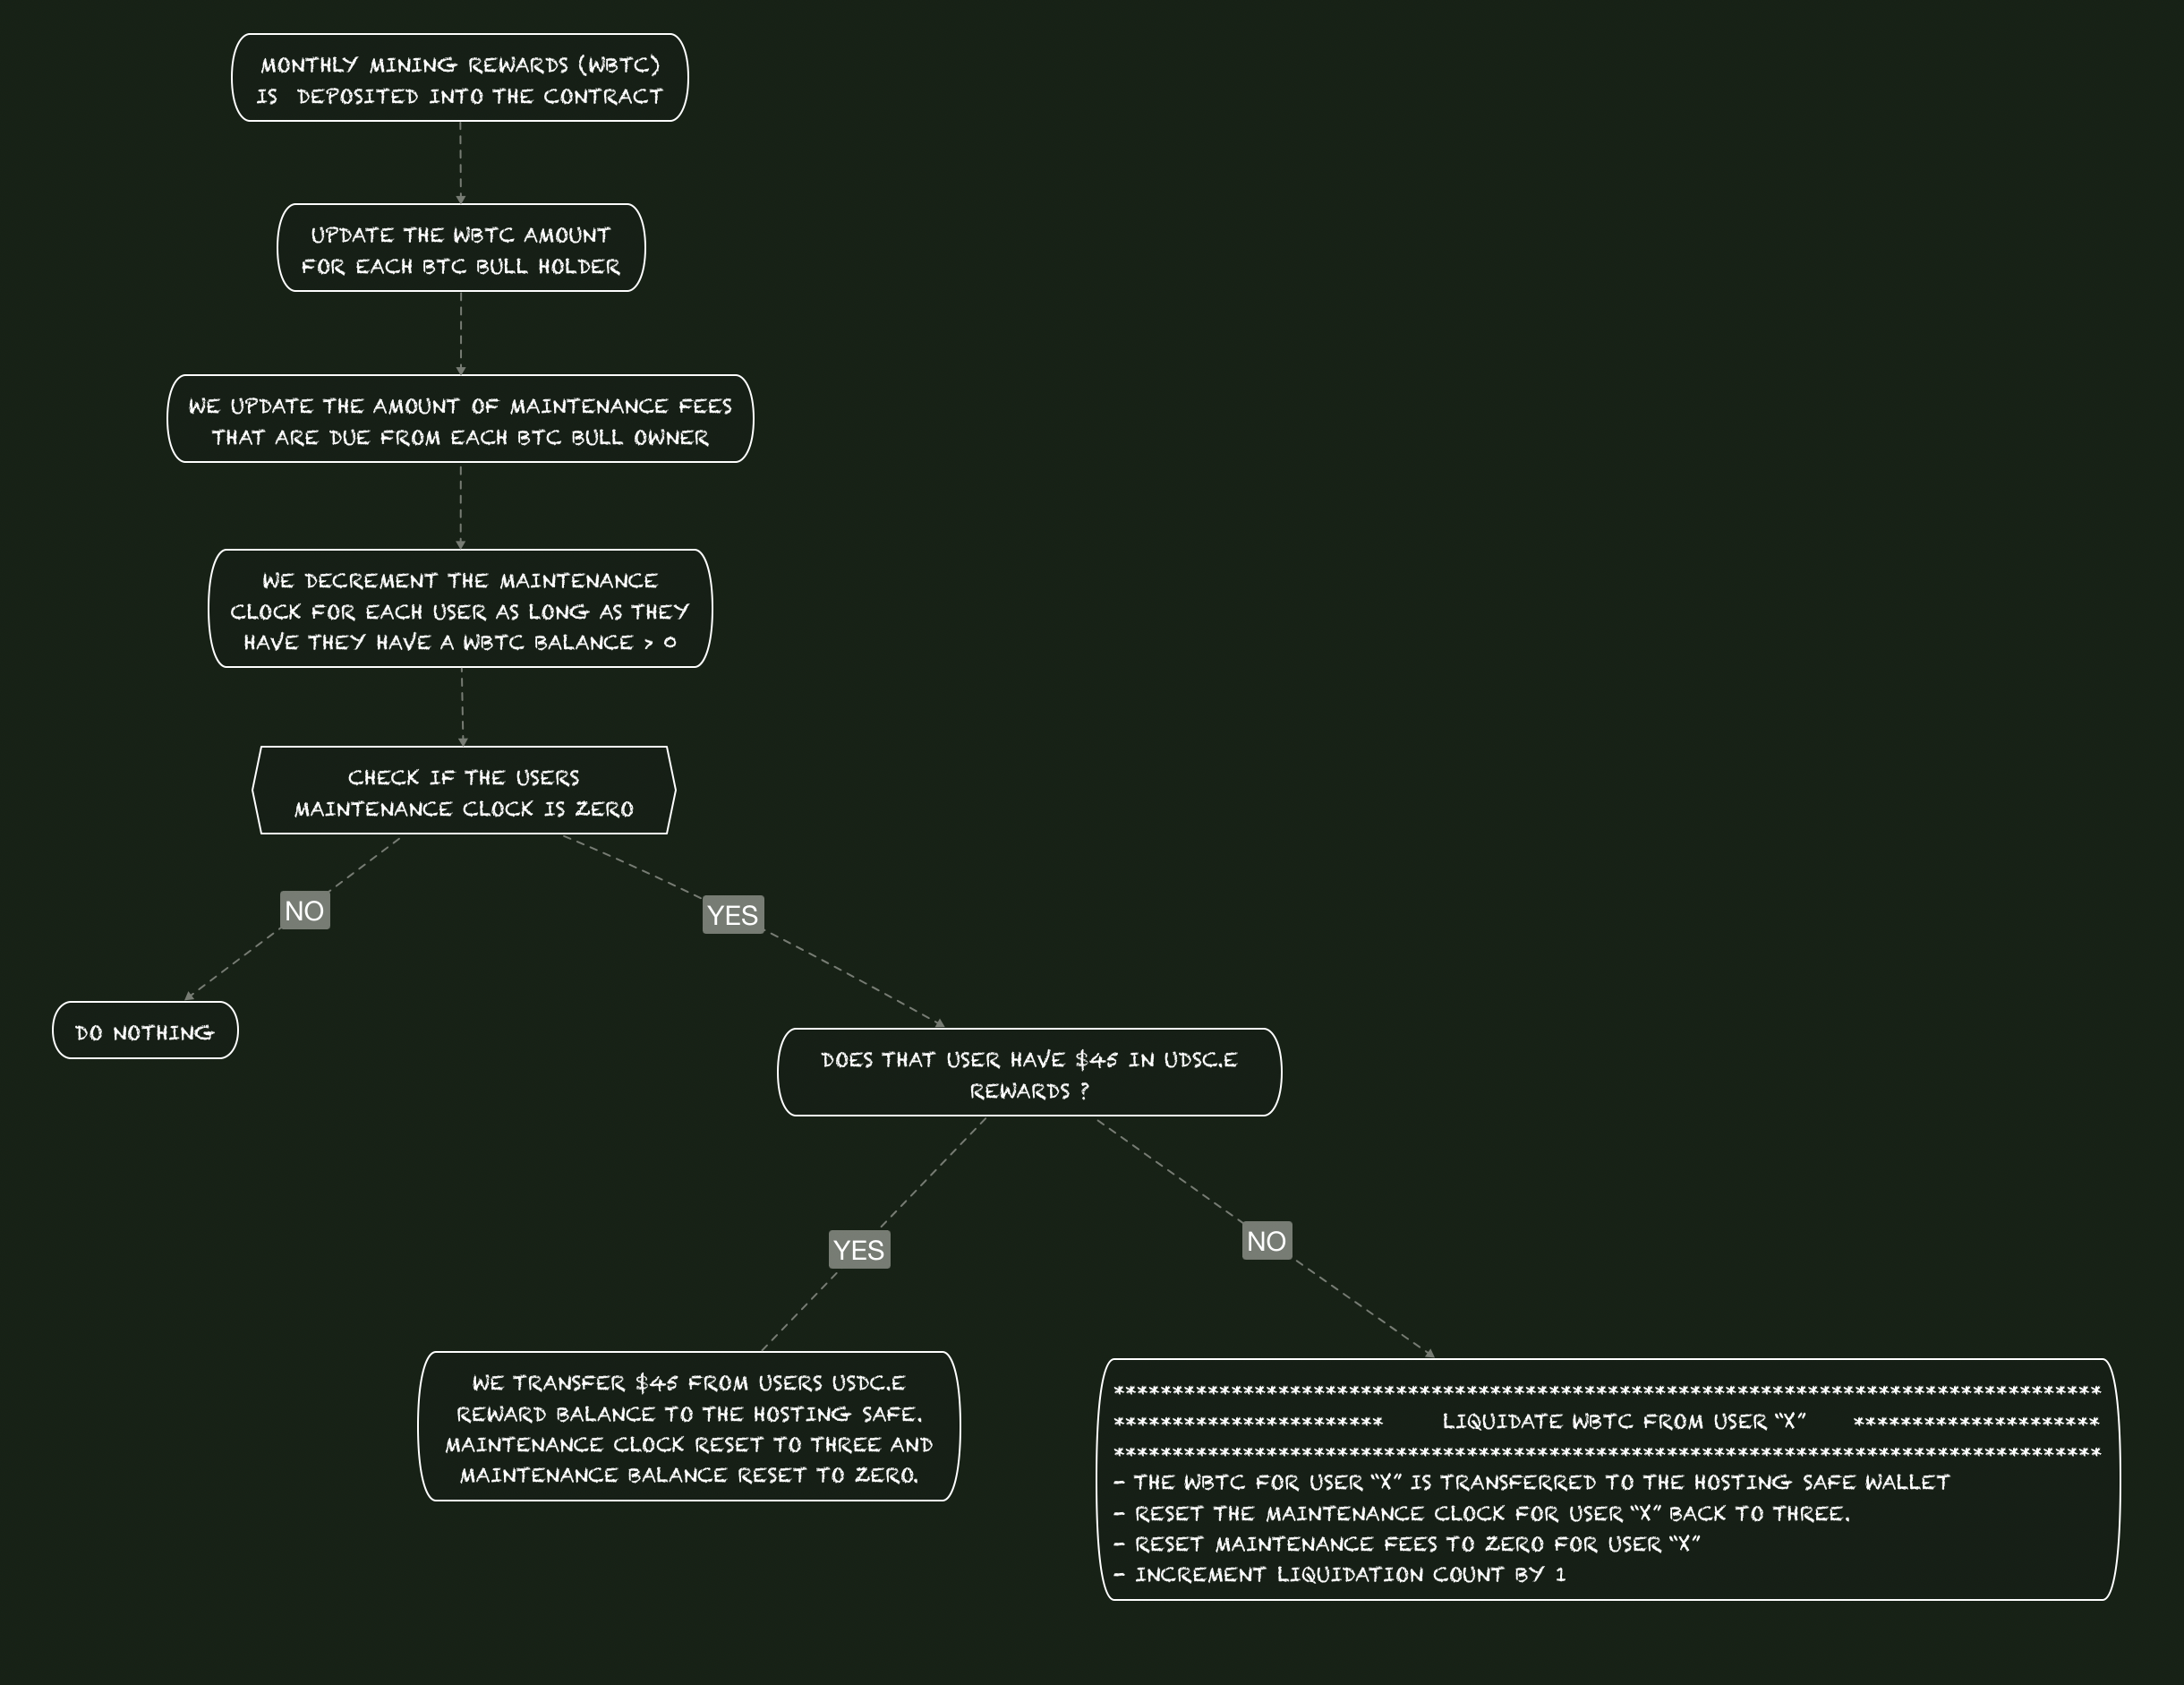 MONTHLY MINING REWARDS (WBTC)
IS DEPOSITED INTO THE CONTRACT
UPDATE THE WBTC AMOUNT
FOR EACH BTC BULL HOLDER
WE UPDATE THE AMOUNT OF MAINTENANCE FEES
THAT ARE DUE FROM EACH BTC BULL OWNER
WE DECREMENT THE MAINTENANCE
CLOCK FOR EACH USER AS LONG AS THEY
HAVE THEY HAVE A WBTC BALANCE > 0
CHECK IF THE USERS
MAINTENANCE CLOCK IS ZERO
NO
YES
DO NOTHING
DOES THAT USER HAVE $45 IN UDSC.E
REWARDS ?
YES
NO
WE TRANSFER $45 FROM USERS USDC.E
REWARD BALANCE TO THE HOSTING SAFE.
MAINTENANCE CLOCK RESET TO THREE AND
MAINTENANCE BALANCE RESET TO ZERO.
************************************************************************************
*********************** LIQUIDATE WBTC FROM USER “X” *********************
************************************************************************************
- THE WBTC FOR USER “X” IS TRANSFERRED TO THE HOSTING SAFE WALLET
- RESET THE MAINTENANCE CLOCK FOR USER “X” BACK TO THREE.
- RESET MAINTENANCE FEES TO ZERO FOR USER “X”
- INCREMENT LIQUIDATION COUNT BY 1